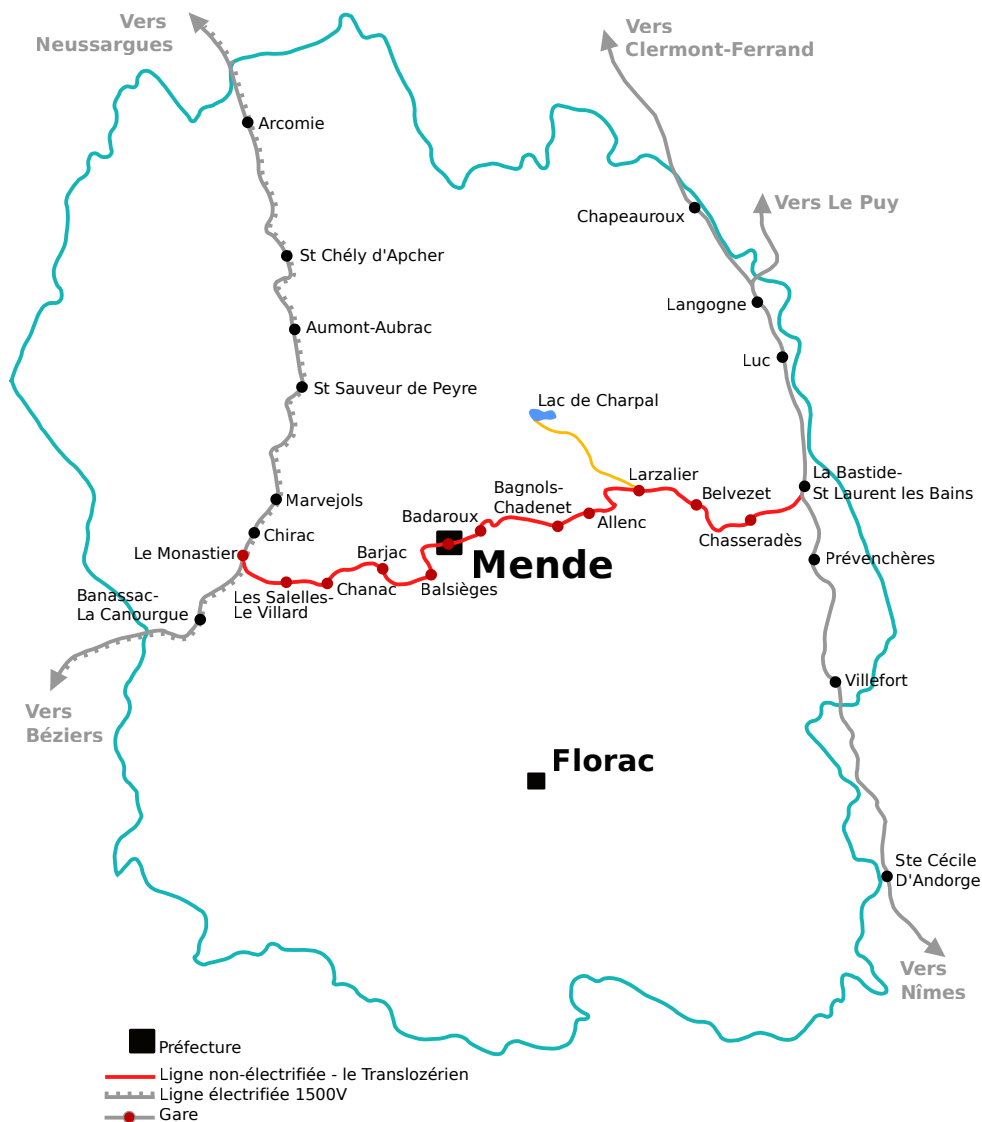 Vers
Neussargues
Vers
Clermont-Ferrand
Arcomie
Chapeauroux
Vers Le Puy
St Chély d'Apcher
Langogne
Aumont-Aubrac
Luc
St Sauveur de Peyre
Lac de Charpal
Larzalier
La Bastide-
St Laurent les Bains
Bagnols-
Chadenet
Belvezet
Marvejols
Badaroux
Allenc
Chirac
Chasseradès
Le Monastier
Barjac
Mende
Prévenchères
Banassac-
La Canourgue
Les Salelles-
Le Villard
Chanac
Balsièges
Villefort
Vers
Béziers
Florac
Ste Cécile
D'Andorge
Vers
Nîmes
Préfecture
Ligne non-électrifiée - le Translozérien
Ligne électrifiée 1500V
Gare